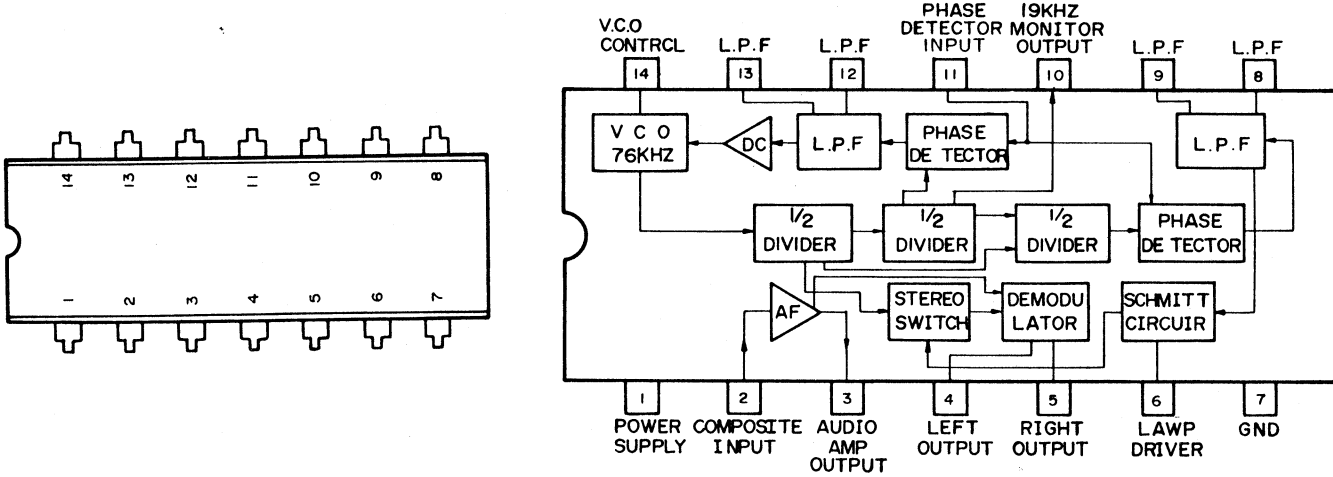 14 13 12 11 10 9 8
1 2 3 4 5 6 7
V.C.O
CONTRCL
L.P.F
L.P.F
PHASE
DETECTOR
INPUT
19KHZ
MONITOR
OUTPUT
L.P.F
L.P.F
14 13 12 11 10 9 8
V C O
76KHZ
DC
L.P.F
PHASE
DE TECTOR
L.P.F
1/2
DIVIDER
1/2
DIVIDER
1/2
DIVIDER
PHASE
DE TECTOR
AF
STEREO
SWITCH
DEMODU
LATOR
SCHMITT
CIRCUIR
1 2 3 4 5 6 7
POWER
SUPPLY
COMPOSITE
INPUT
AUDIO
AMP
OUTPUT
LEFT
OUTPUT
RIGHT
OUTPUT
LAWP
DRIVER
GND